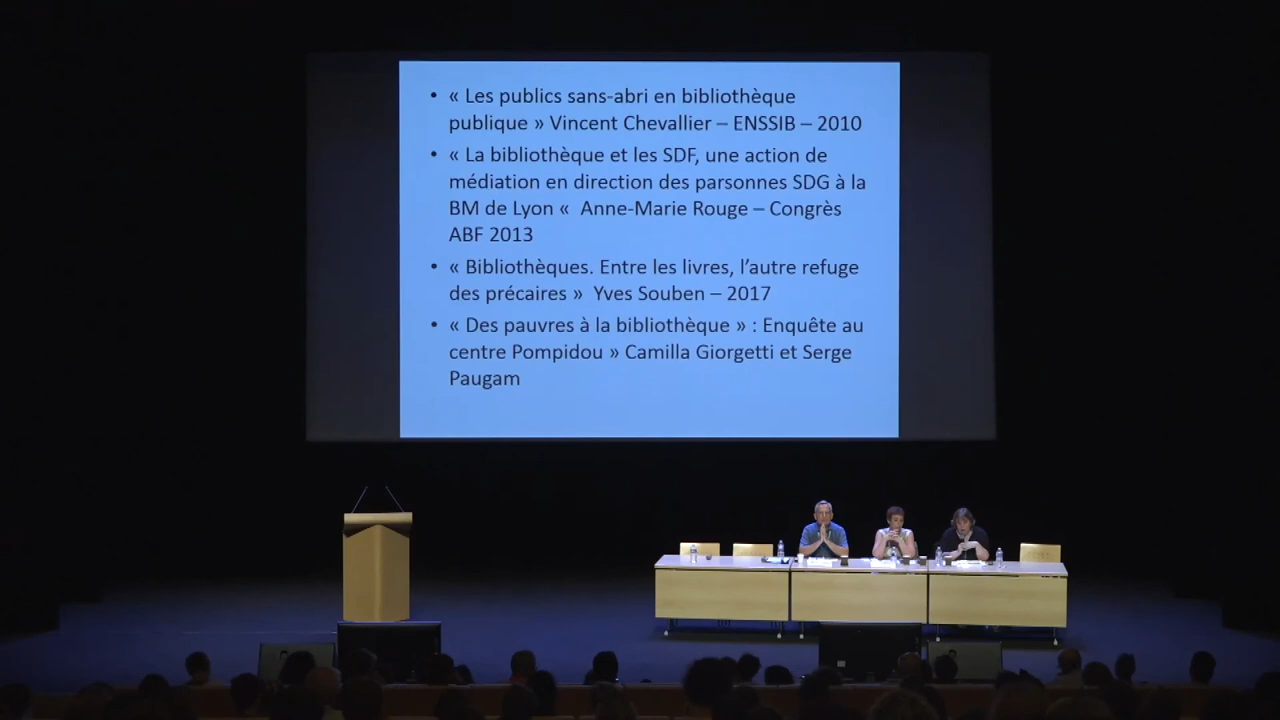 • « Les publics sans-abri en bibliothèque
publique » Vincent Chevallier – ENSSIB – 2010
• « La bibliothèque et les SDF, une action de
médiation en direction des parsonnes SDG à la
BM de Lyon «  Anne-Marie Rouge – Congrès
ABF 2013
• « Bibliothèques. Entre les livres, l’autre refuge
des précaires »  Yves Souben – 2017
• « Des pauvres à la bibliothèque » : Enquête au
centre Pompidou » Camilla Giorgetti et Serge
Paugam